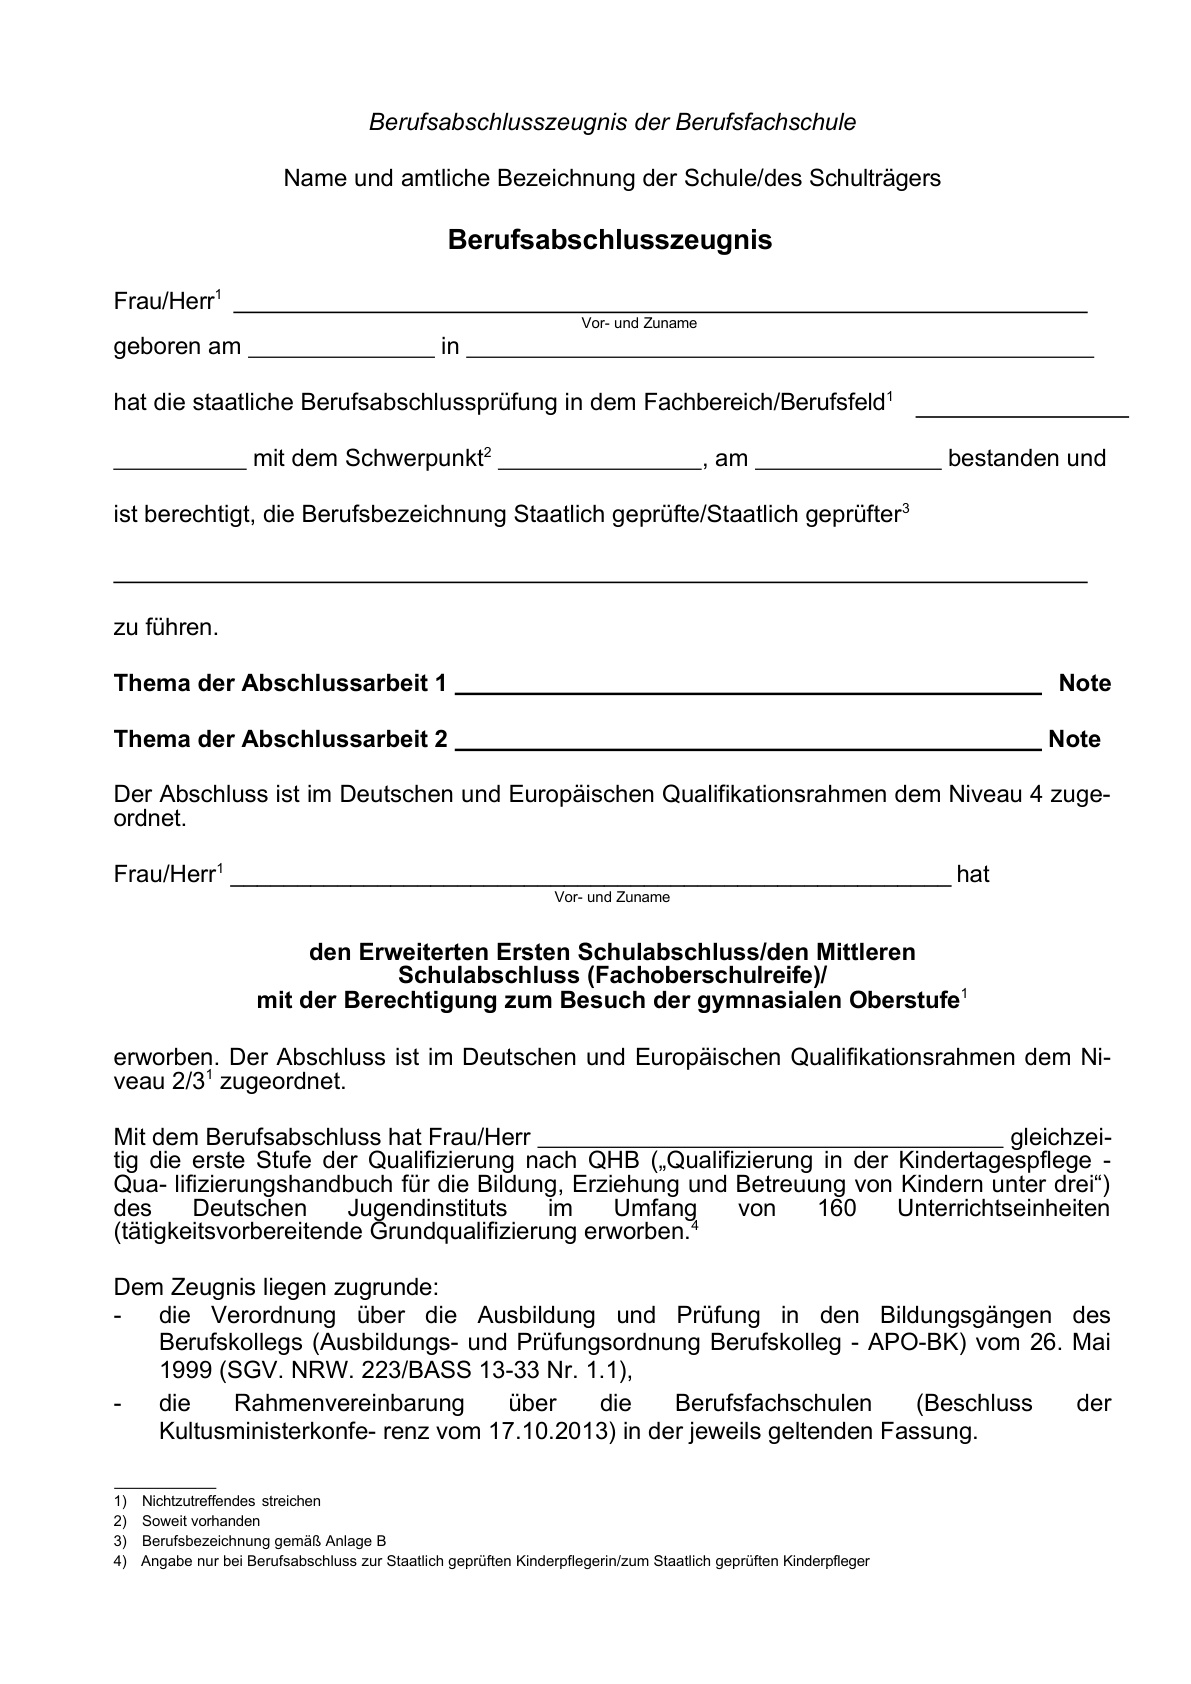 Berufsabschlusszeugnis der Berufsfachschule
Name und amtliche Bezeichnung der Schule/des Schulträgers
Berufsabschlusszeugnis
Frau/Herr1 ______________________________
Vor- und Zuname
geboren am ______________ in ______________________________
hat die staatliche Berufsabschlussprüfung in dem Fachbereich/Berufsfeld1 ________________
__________ mit dem Schwerpunkt2 _______________, am ______________ bestanden und
ist berechtigt, die Berufsbezeichnung Staatlich geprüfte/Staatlich geprüfter3
______________________________
zu führen.
Thema der Abschlussarbeit 1 ______________________________ Note
Thema der Abschlussarbeit 2 ______________________________ Note
Der Abschluss ist im Deutschen und Europäischen Qualifikationsrahmen dem Niveau 4 zuge-
ordnet.
Frau/Herr1 ______________________________ hat
Vor- und Zuname
den Erweiterten Ersten Schulabschluss/den Mittleren
Schulabschluss (Fachoberschulreife)/
mit der Berechtigung zum Besuch der gymnasialen Oberstufe1
erworben. Der Abschluss ist im Deutschen und Europäischen Qualifikationsrahmen dem Ni-
veau 2/31 zugeordnet.
Mit dem Berufsabschluss hat Frau/Herr ______________________________ gleichzei-
tig die erste Stufe der Qualifizierung nach QHB („Qualifizierung in der Kindertagespflege -
Qua- lifizierungshandbuch für die Bildung, Erziehung und Betreuung von Kindern unter drei“)
des Deutschen Jugendinstituts im Umfang von 160 Unterrichtseinheiten
(tätigkeitsvorbereitende Grundqualifizierung erworben.4
Dem Zeugnis liegen zugrunde:
- die Verordnung über die Ausbildung und Prüfung in den Bildungsgängen des
Berufskollegs (Ausbildungs- und Prüfungsordnung Berufskolleg - APO-BK) vom 26. Mai
1999 (SGV. NRW. 223/BASS 13-33 Nr. 1.1),
- die Rahmenvereinbarung über die Berufsfachschulen (Beschluss der
Kultusministerkonfe- renz vom 17.10.2013) in der jeweils geltenden Fassung.
1) Nichtzutreffendes streichen
2) Soweit vorhanden
3) Berufsbezeichnung gemäß Anlage B
4) Angabe nur bei Berufsabschluss zur Staatlich geprüften Kinderpflegerin/zum Staatlich geprüften Kinderpfleger